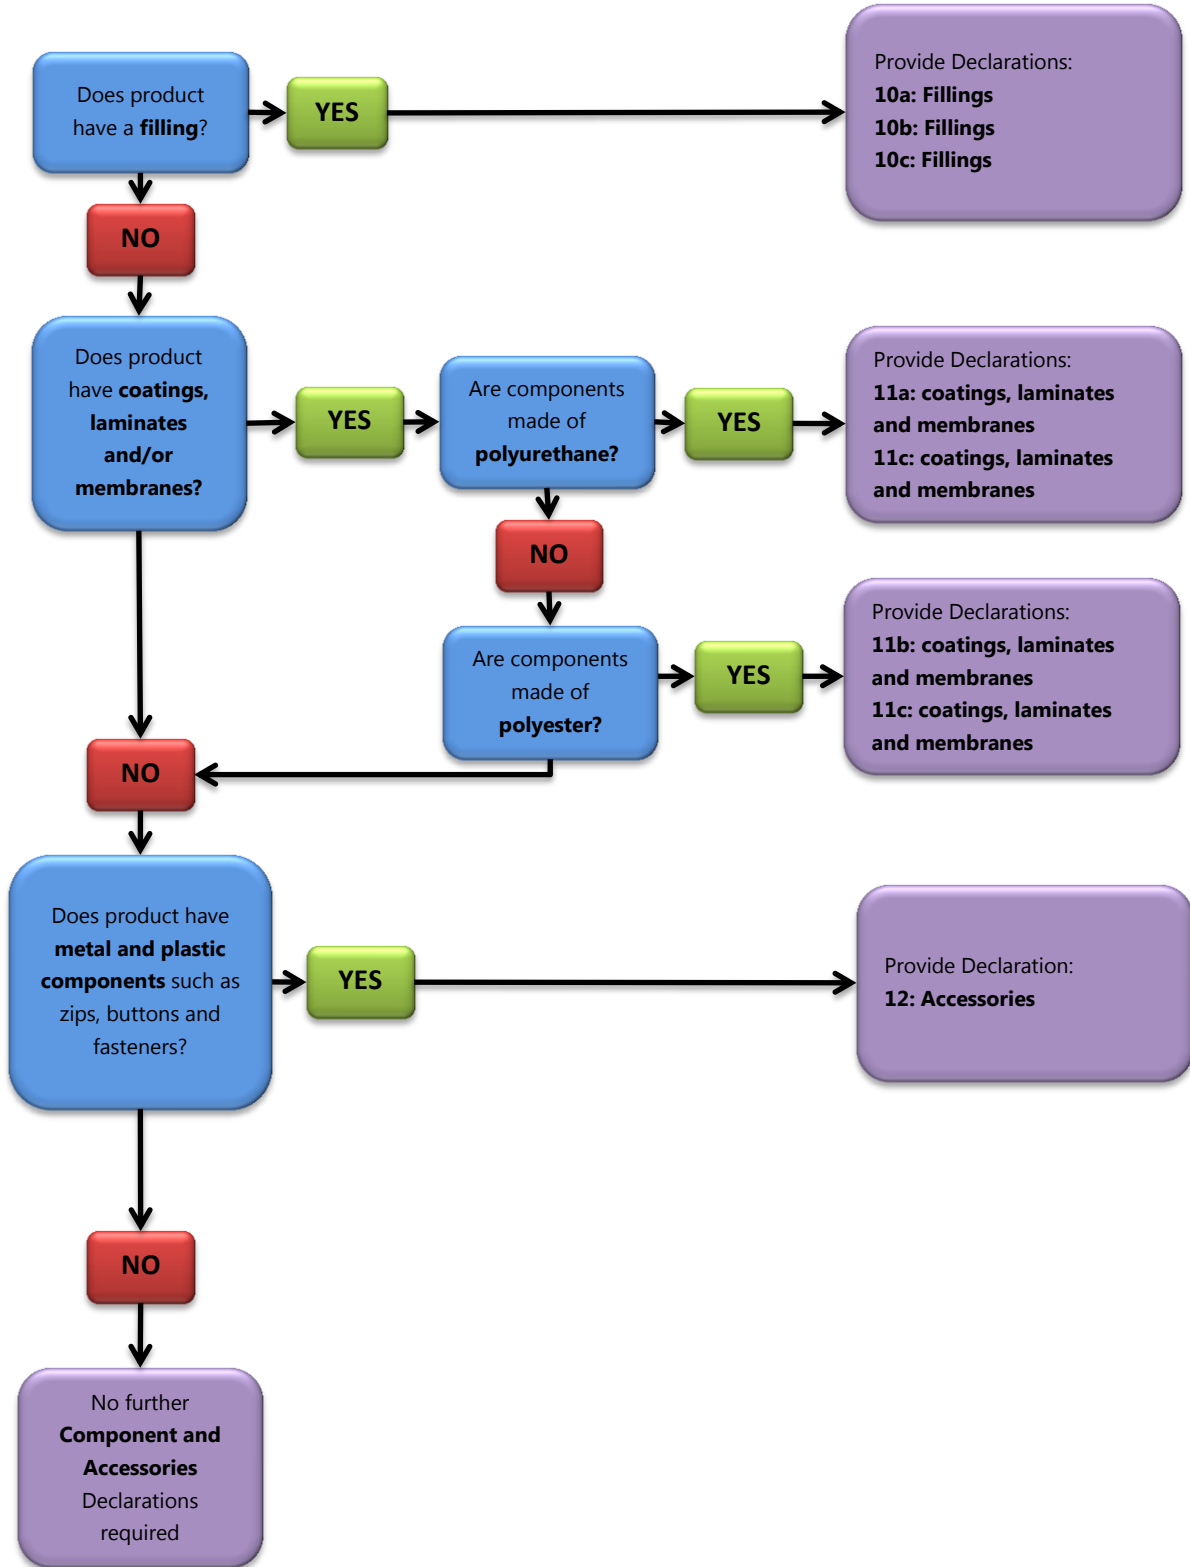 Does product
have a filling?
YES
Provide Declarations:
10a: Fillings
10b: Fillings
10c: Fillings
NO
Does product
have coatings,
laminates
and/or
membranes?
YES
Are components
made of
polyurethane?
YES
Provide Declarations:
11a: coatings, laminates
and membranes
11c: coatings, laminates
and membranes
NO
Are components
made of
polyester?
YES
Provide Declarations:
11b: coatings, laminates
and membranes
11c: coatings, laminates
and membranes
NO
Does product have
metal and plastic
components such as
zips, buttons and
fasteners?
YES
Provide Declaration:
12: Accessories
NO
No further
Component and
Accessories
Declarations
required